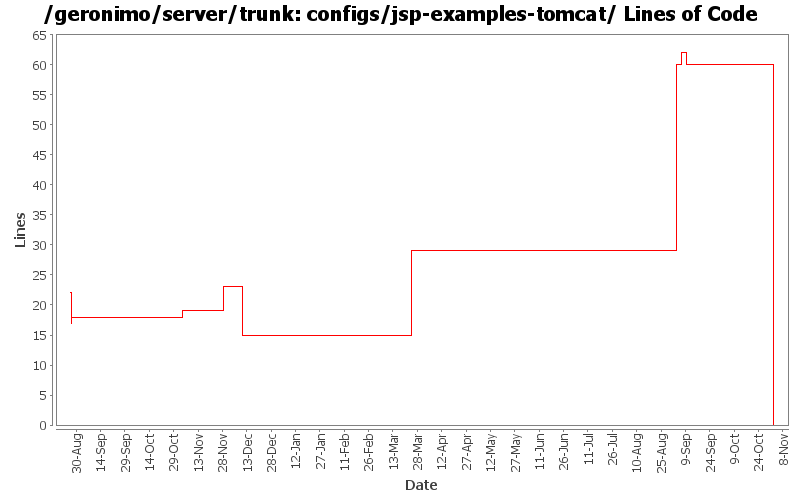 /geronimo/server/trunk: configs/jsp-examples-tomcat/ Lines of Code
65
60
55
50
45
40
35
30
25
20
15
10
5
0
Lines
30-Aug
14-Sep
29-Sep
14-Oct
29-Oct
13-Nov
28-Nov
13-Dec
28-Dec
12-Jan
27-Jan
11-Feb
26-Feb
13-Mar
28-Mar
12-Apr
27-Apr
12-May
27-May
11-Jun
26-Jun
11-Jul
26-Jul
10-Aug
25-Aug
9-Sep
24-Sep
9-Oct
24-Oct
8-Nov
Date